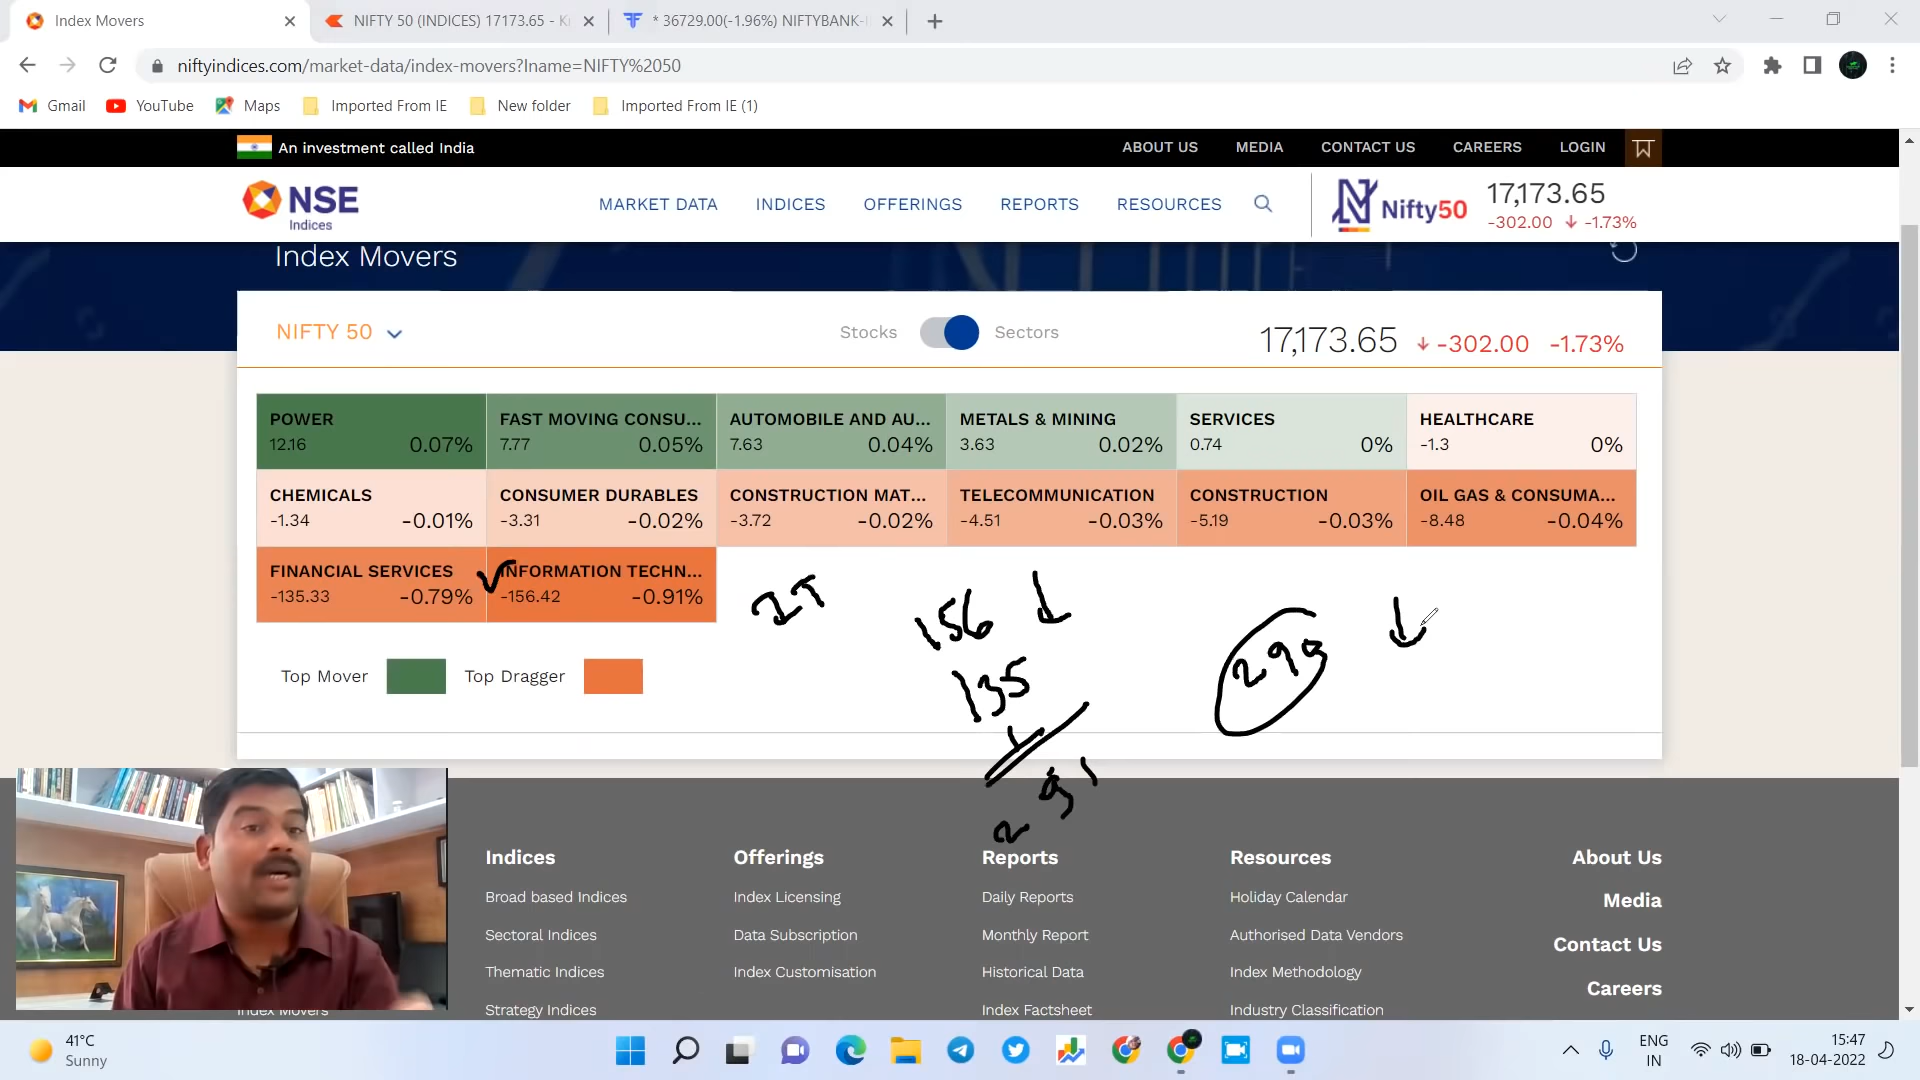 Index Movers
NIFTY 50 (INDICES) 17173.65 - Ki
* 36729.00(-1.96%) NIFTYBANK-I
niftyindices.com/market-data/index-movers?Iname=NIFTY%2050
Gmail
YouTube
Maps
Imported From IE
New folder
Imported From IE (1)
An investment called India
ABOUT US
MEDIA
CONTACT US
CAREERS
LOGIN
NSE
Indices
MARKET DATA
INDICES
OFFERINGS
REPORTS
RESOURCES
Nifty50
17,173.65
-302.00 -1.73%
Index Movers
NIFTY 50
Stocks
Sectors
17,173.65 -302.00 -1.73%
POWER
12.16 0.07%
FAST MOVING CONSU...
7.77 0.05%
AUTOMOBILE AND AU...
7.63 0.04%
METALS & MINING
3.63 0.02%
SERVICES
0.74 0%
HEALTHCARE
-1.3 0%
CHEMICALS
-1.34 -0.01%
CONSUMER DURABLES
-3.31 -0.02%
CONSTRUCTION MAT...
-3.72 -0.02%
TELECOMMUNICATION
-4.51 -0.03%
CONSTRUCTION
-5.19 -0.03%
OIL GAS & CONSUMA...
-8.48 -0.04%
FINANCIAL SERVICES
-135.33 -0.79%
INFORMATION TECHN...
-156.42 -0.91%
156
135
291
Top Mover
Top Dragger
Indices
Broad based Indices
Sectoral Indices
Thematic Indices
Strategy Indices
Index Movers
Offerings
Index Licensing
Data Subscription
Index Customisation
Reports
Daily Reports
Monthly Report
Historical Data
Index Factsheet
Resources
Holiday Calendar
Authorised Data Vendors
Index Methodology
Industry Classification
About Us
Media
Contact Us
Careers
41°C
Sunny
ENG
IN
15:47
18-04-2022